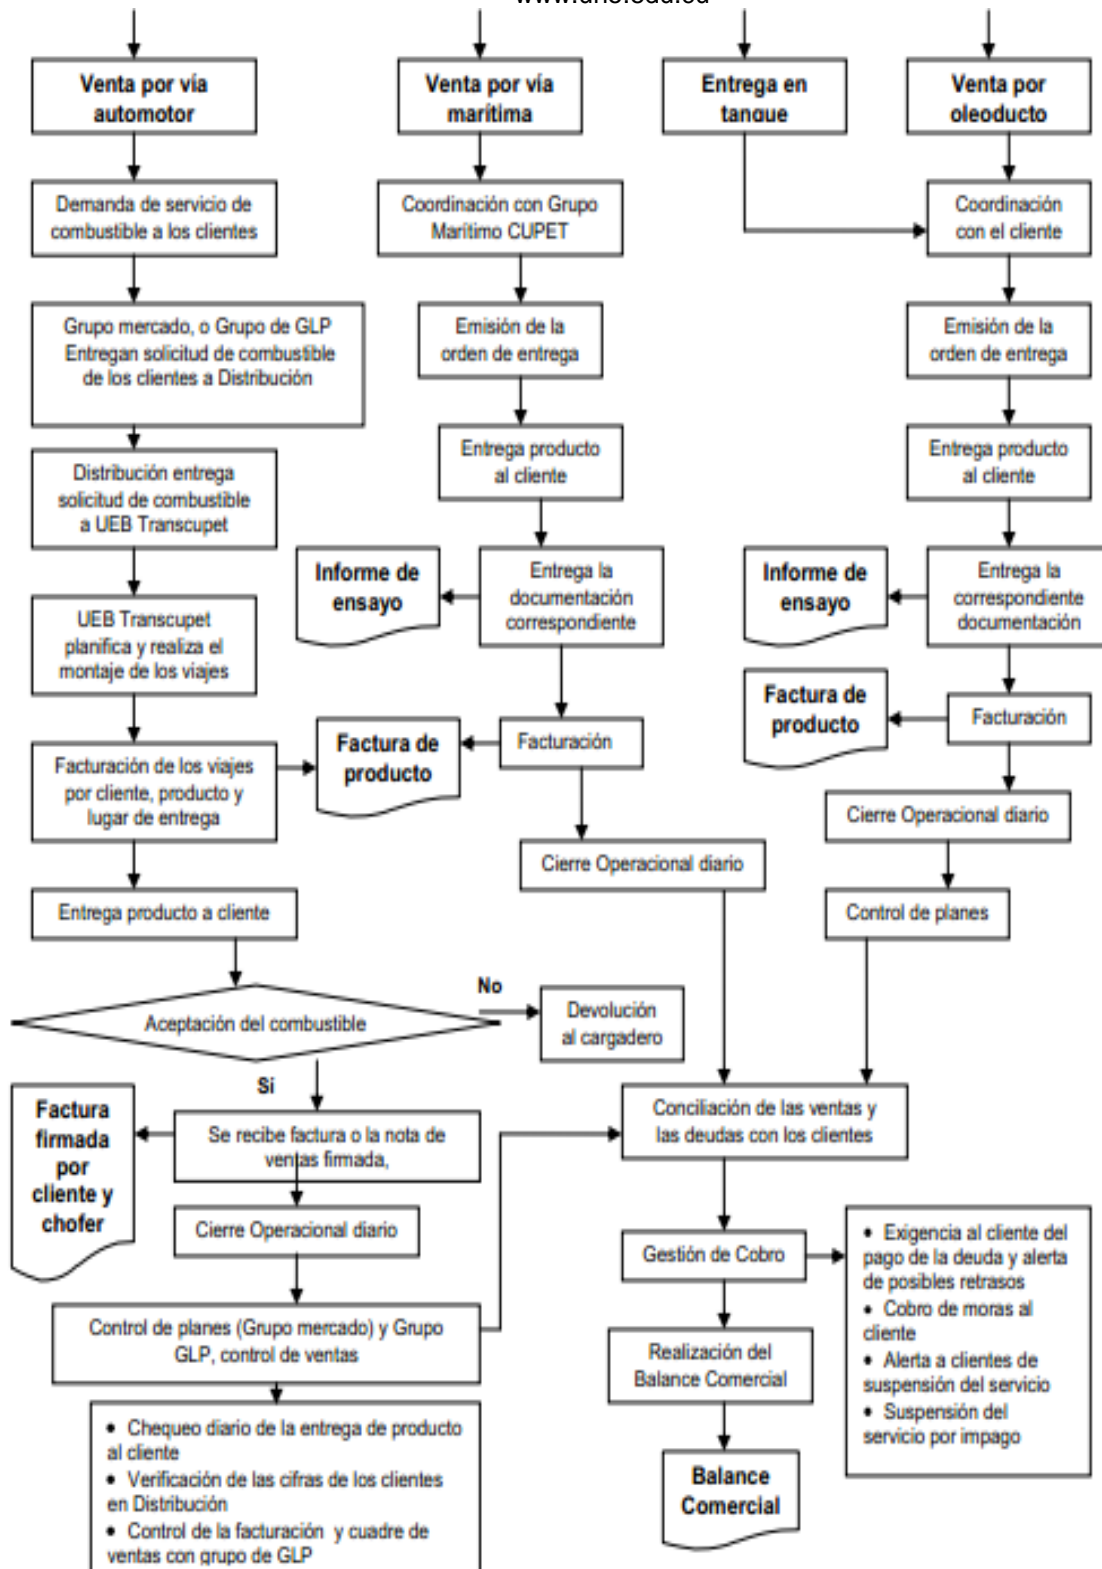 Venta por vía
automotor
Venta por vía
marítima
Entrega en
tanque
Venta por
oleoducto
Demanda de servicio de
combustible a los clientes
Coordinación con Grupo
Marítimo CUPET
Coordinación
con el cliente
Grupo mercado, o Grupo de GLP
Entregan solicitud de combustible
de los clientes a Distribución
Emisión de la
orden de entrega
Emisión de la
orden de entrega
Distribución entrega
solicitud de combustible
a UEB Transcupet
Entrega producto
al cliente
Entrega producto
al cliente
Informe de
ensayo
Entrega la
documentación
correspondiente
Informe de
ensayo
Entrega la
correspondiente
documentación
UEB Transcupet
planifica y realiza el
montaje de los viajes
Factura de
producto
Facturación
Factura de
producto
Facturación
Facturación de los viajes
por cliente, producto y
lugar de entrega
Cierre Operacional diario
Cierre Operacional diario
Entrega producto a cliente
Control de planes
No
Aceptación del combustible
Devolución
al cargadero
Si
Factura
firmada
por
cliente y
chofer
Se recibe factura o la nota de
ventas firmada,
Conciliación de las ventas y
las deudas con los clientes
Cierre Operacional diario
Gestión de Cobro
• Exigencia al cliente del
pago de la deuda y alerta
de posibles retrasos
• Cobro de moras al
cliente
• Alerta a clientes de
suspensión del servicio
• Suspensión del
servicio por impago
Control de planes (Grupo mercado) y Grupo
GLP, control de ventas
Realización del
Balance Comercial
• Chequeo diario de la entrega de producto
al cliente
• Verificación de las cifras de los clientes
en Distribución
• Control de la facturación y cuadre de
ventas con grupo de GLP
Balance
Comercial